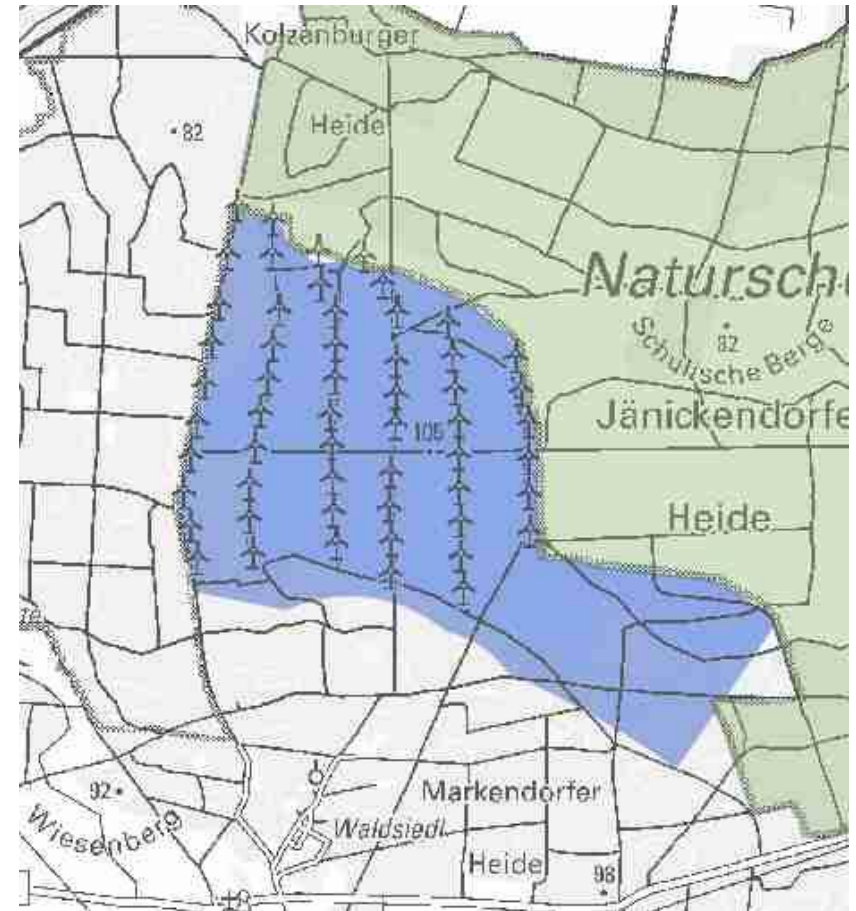 Kolzenburger
Heide
82
Natursch
Schulische Berge
82
Jänickendorfe
105
Heide
92
Wiesenberg
Markendorfer
Waldsiedl.
Heide
98